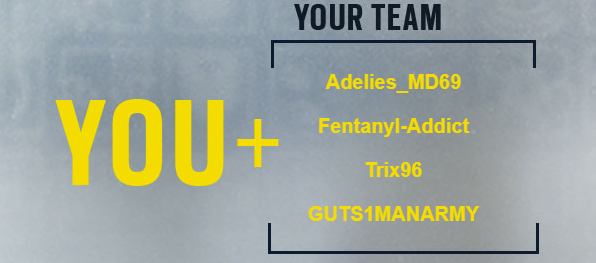 YOUR TEAM
YOU+
Adelies_MD69
Fentanyl-Addict
Trix96
GUTS1MANARMY